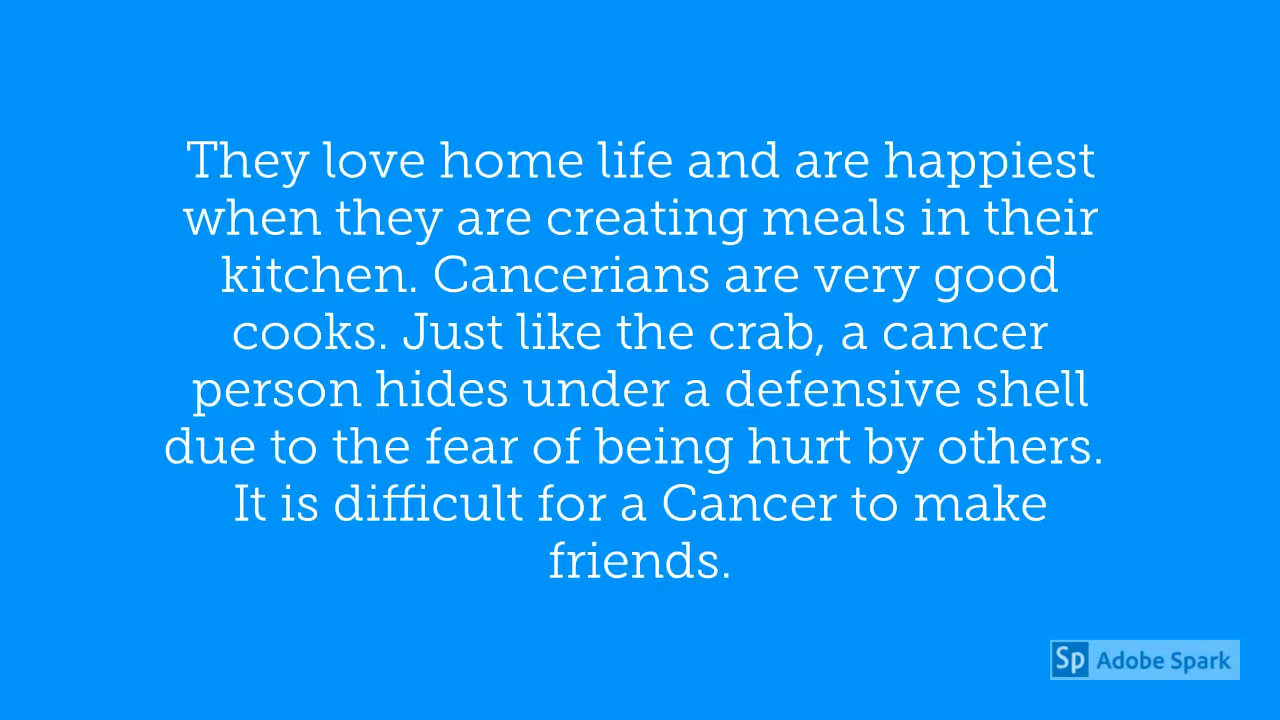 They love home life and are happiest
when they are creating meals in their
kitchen. Cancerians are very good
cooks. Just like the crab, a cancer
person hides under a defensive shell
due to the fear of being hurt by others.
It is difficult for a Cancer to make
friends.
Sp Adobe Spark